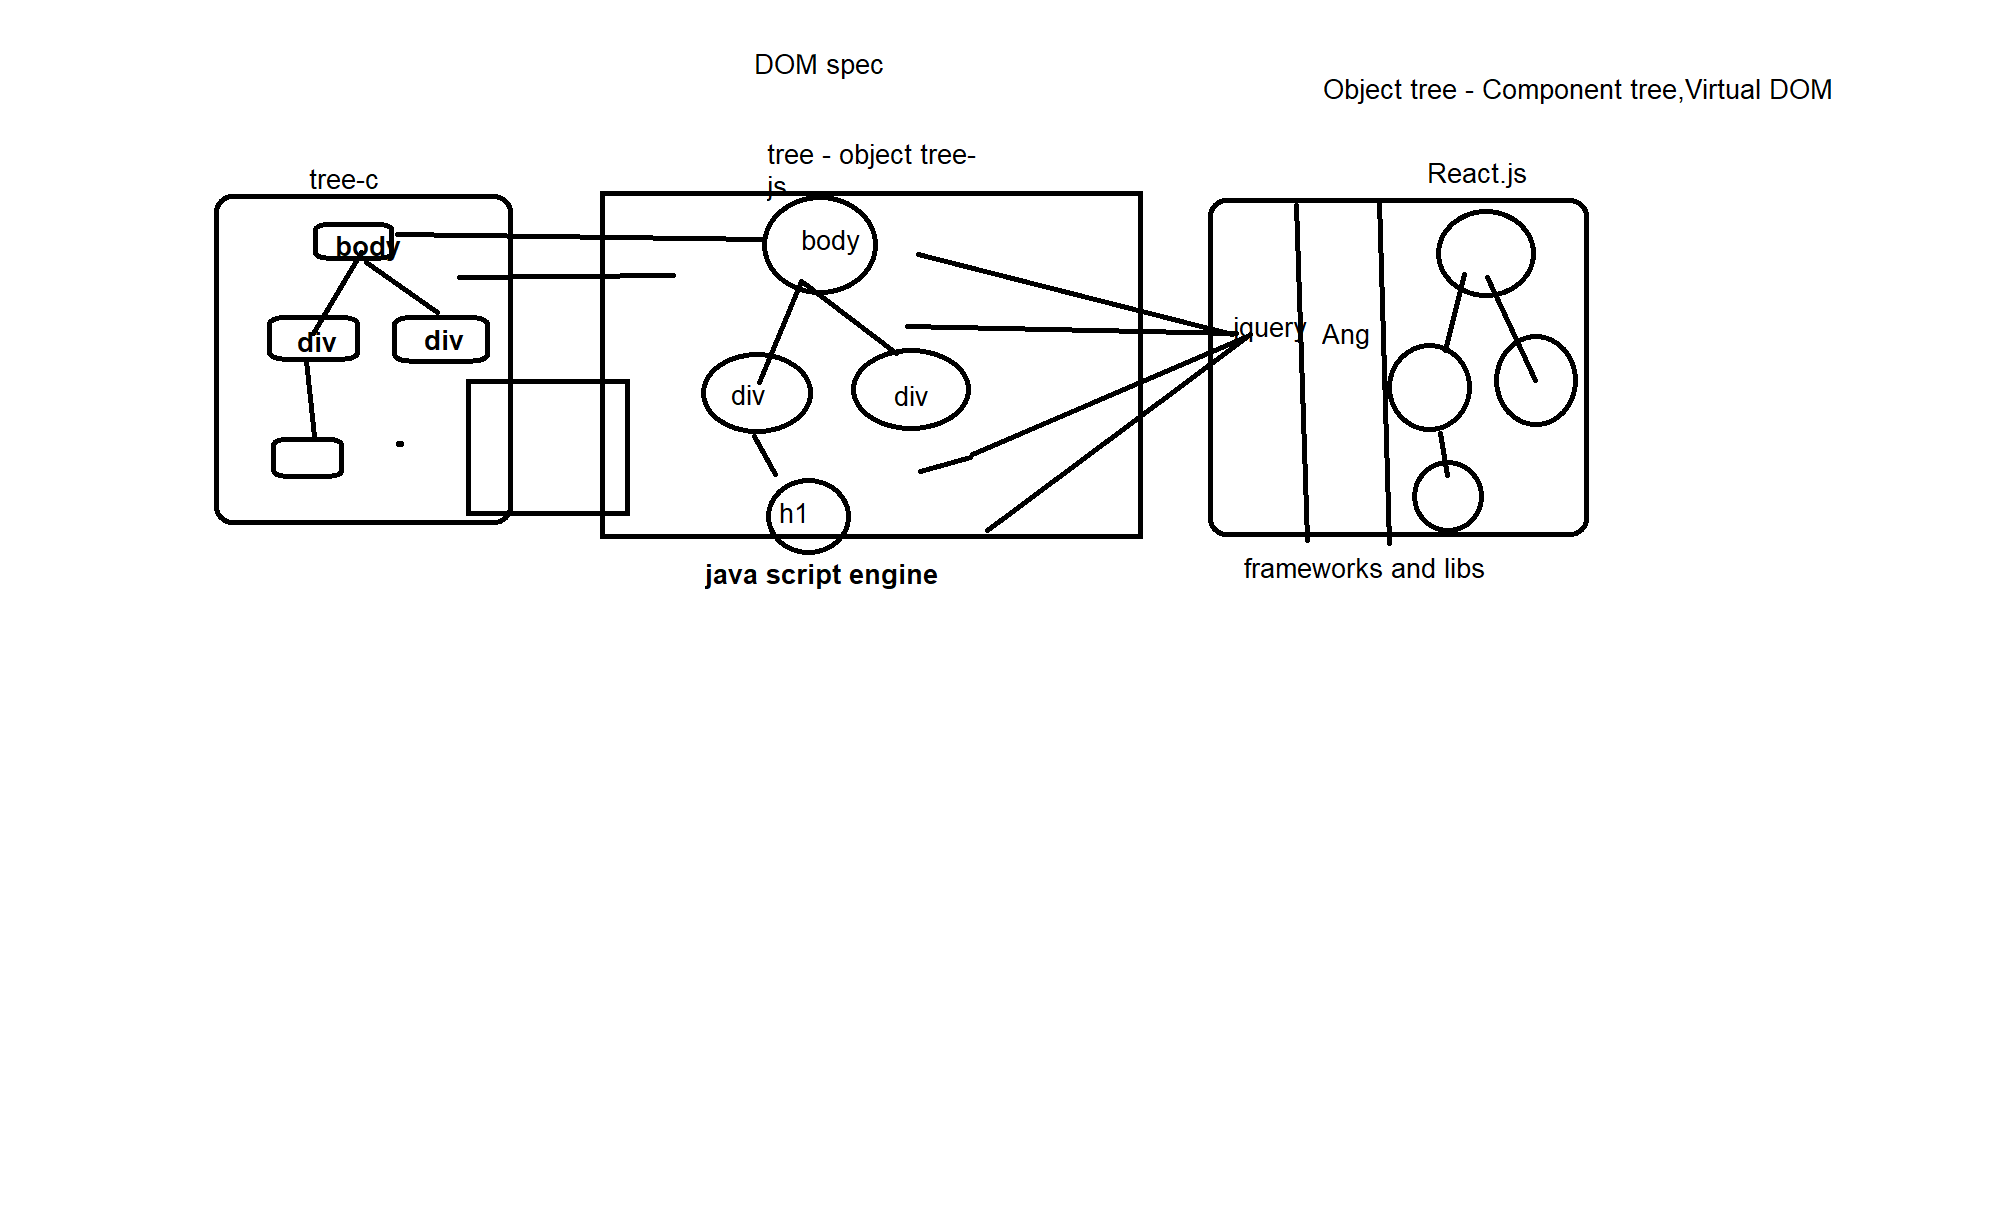 DOM spec
Object tree - Component tree,Virtual DOM
tree - object tree-
js
tree-c
React.js
body
div
div
body
div
div
h1
jquery
Ang
java script engine
frameworks and libs